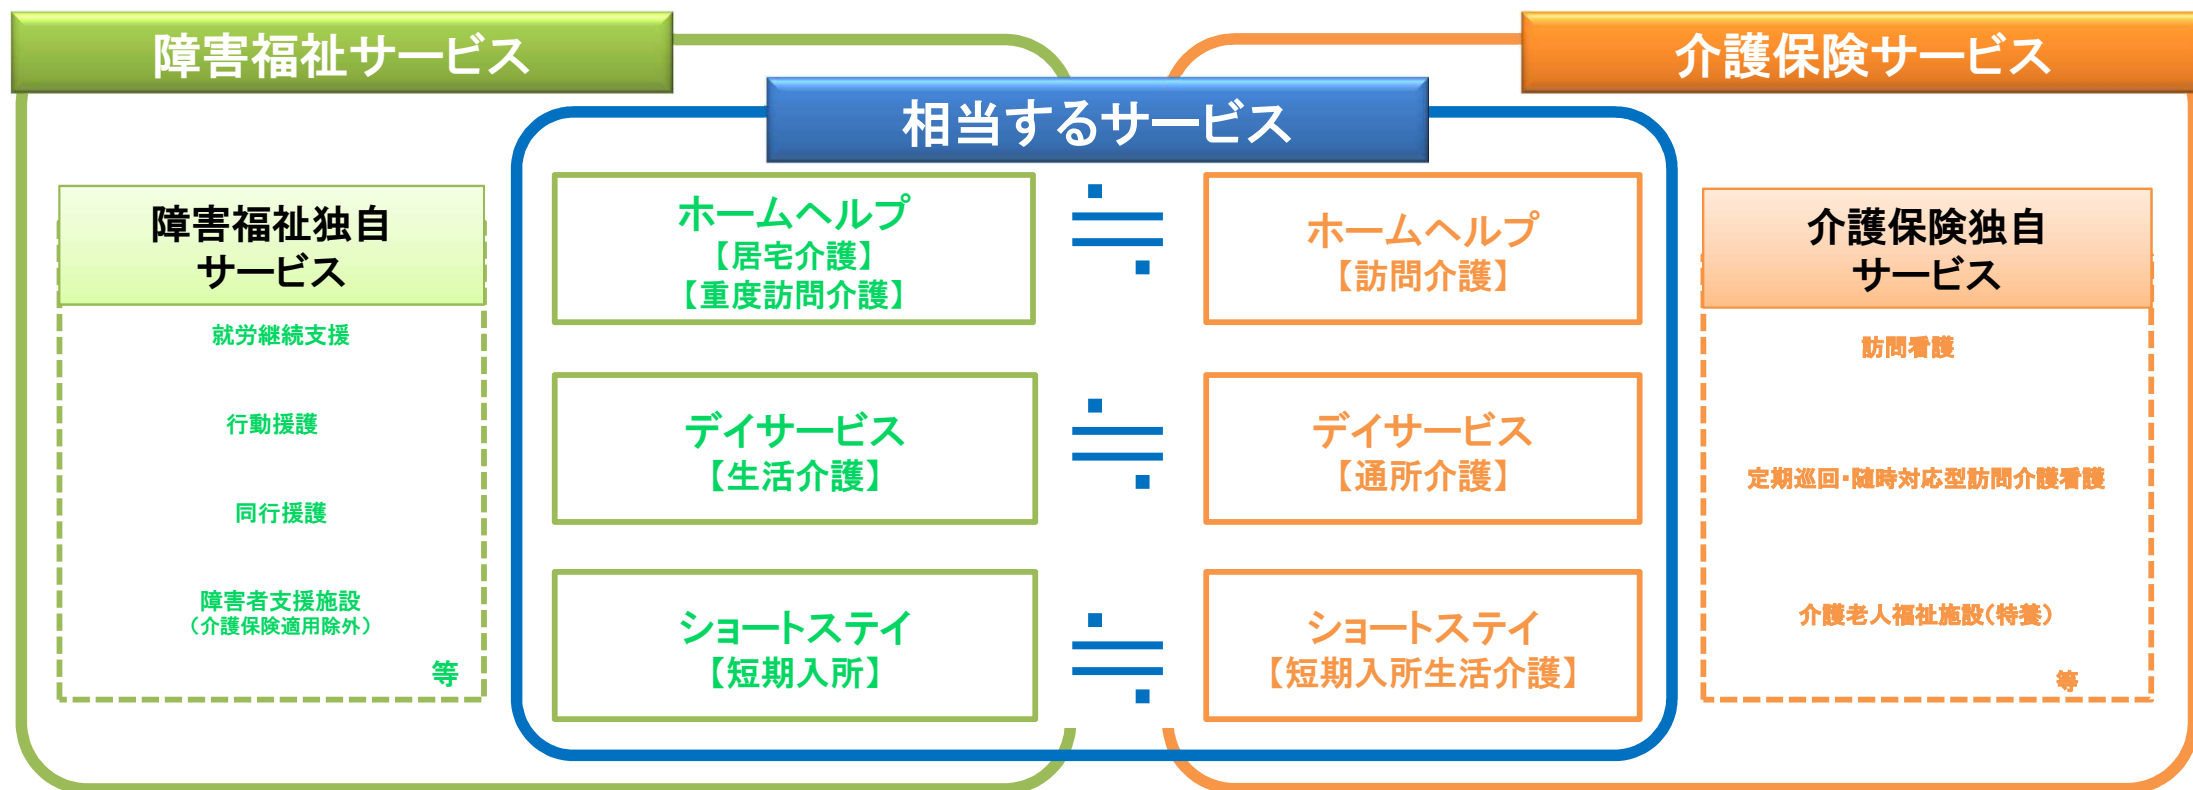 障害福祉サービス
介護保険サービス
相当するサービス
障害福祉独自
サービス
就労継続支援
行動援護
同行援護
障害者支援施設
（介護保険適用除外）
等
ホームヘルプ
【居宅介護】
【重度訪問介護】
≒
ホームヘルプ
【訪問介護】
デイサービス
【生活介護】
≒
デイサービス
【通所介護】
ショートステイ
【短期入所】
≒
ショートステイ
【短期入所生活介護】
介護保険独自
サービス
訪問看護
定期巡回・随時対応型訪問介護看護
介護老人福祉施設（特養）
等